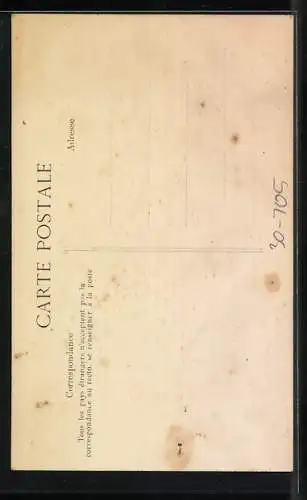 CARTE POSTALE
Correspondance
Tous les pays étrangers n'acceptent pas la
correspondance au recto, se renseigner à la poste
Adresse
30-705